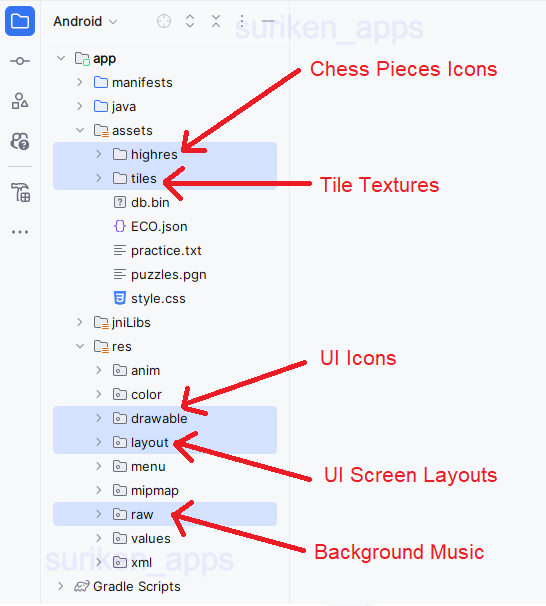 Android
suriken_apps
app
Chess Pieces Icons
manifests
java
assets
highres
tiles
Tile Textures
db.bin
ECO.json
practice.txt
puzzles.pgn
style.css
jniLibs
res
UI Icons
anim
color
drawable
layout
menu
UI Screen Layouts
mipmap
raw
values
Background Music
suriken_apps
xml
Gradle Scripts